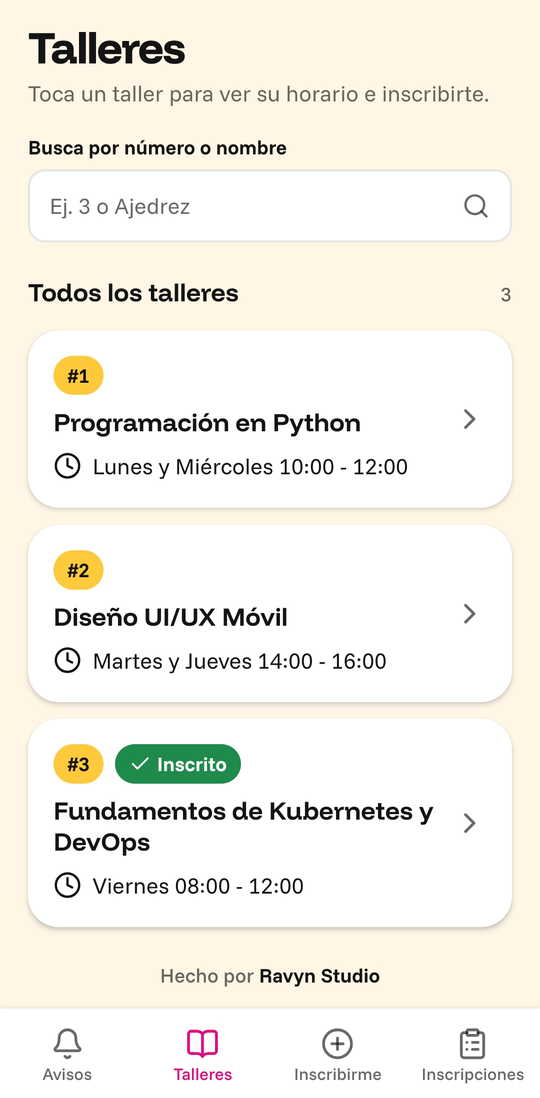 Talleres
Toca un taller para ver su horario e inscribirte.
Busca por número o nombre
Ej. 3 o Ajedrez
Todos los talleres 3
#1
Programación en Python
Lunes y Miércoles 10:00 - 12:00
#2
Diseño UI/UX Móvil
Martes y Jueves 14:00 - 16:00
#3 Inscrito
Fundamentos de Kubernetes y
DevOps
Viernes 08:00 - 12:00
Hecho por Ravyn Studio
Avisos Talleres Inscribirme Inscripciones